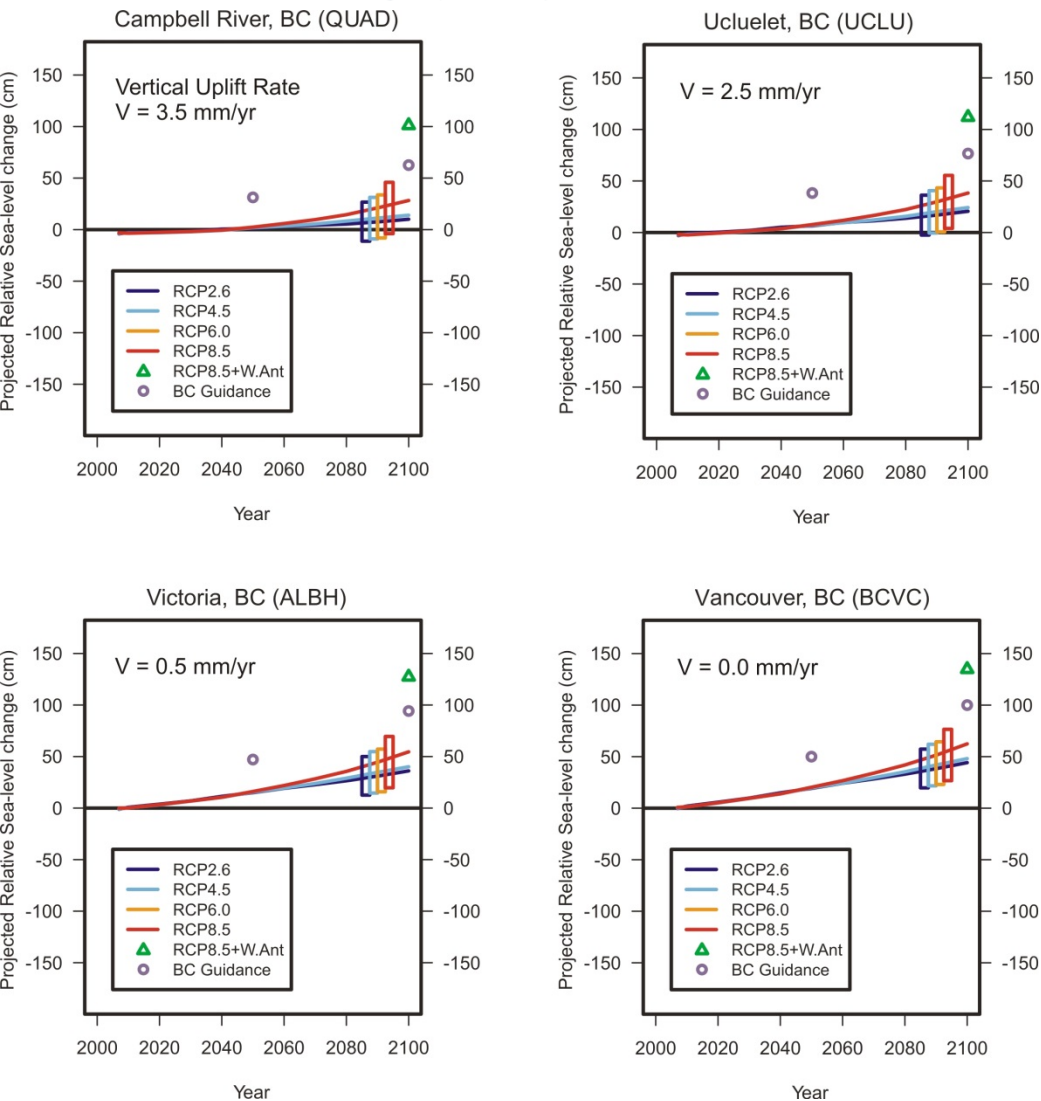 Campbell River, BC (QUAD)
Projected Relative Sea-level change (cm)
150
100
50
0
-50
-100
-150
Vertical Uplift Rate
V = 3.5 mm/yr
RCP2.6
RCP4.5
RCP6.0
RCP8.5
RCP8.5+W.Ant
BC Guidance
150
100
50
0
-50
-100
-150
2000 2020 2040 2060 2080 2100
Year
Ucluelet, BC (UCLU)
Projected Relative Sea-level change (cm)
150
100
50
0
-50
-100
-150
V = 2.5 mm/yr
RCP2.6
RCP4.5
RCP6.0
RCP8.5
RCP8.5+W.Ant
BC Guidance
150
100
50
0
-50
-100
-150
2000 2020 2040 2060 2080 2100
Year
Victoria, BC (ALBH)
Projected Relative Sea-level change (cm)
150
100
50
0
-50
-100
-150
V = 0.5 mm/yr
RCP2.6
RCP4.5
RCP6.0
RCP8.5
RCP8.5+W.Ant
BC Guidance
150
100
50
0
-50
-100
-150
2000 2020 2040 2060 2080 2100
Year
Vancouver, BC (BCVC)
Projected Relative Sea-level change (cm)
150
100
50
0
-50
-100
-150
V = 0.0 mm/yr
RCP2.6
RCP4.5
RCP6.0
RCP8.5
RCP8.5+W.Ant
BC Guidance
150
100
50
0
-50
-100
-150
2000 2020 2040 2060 2080 2100
Year